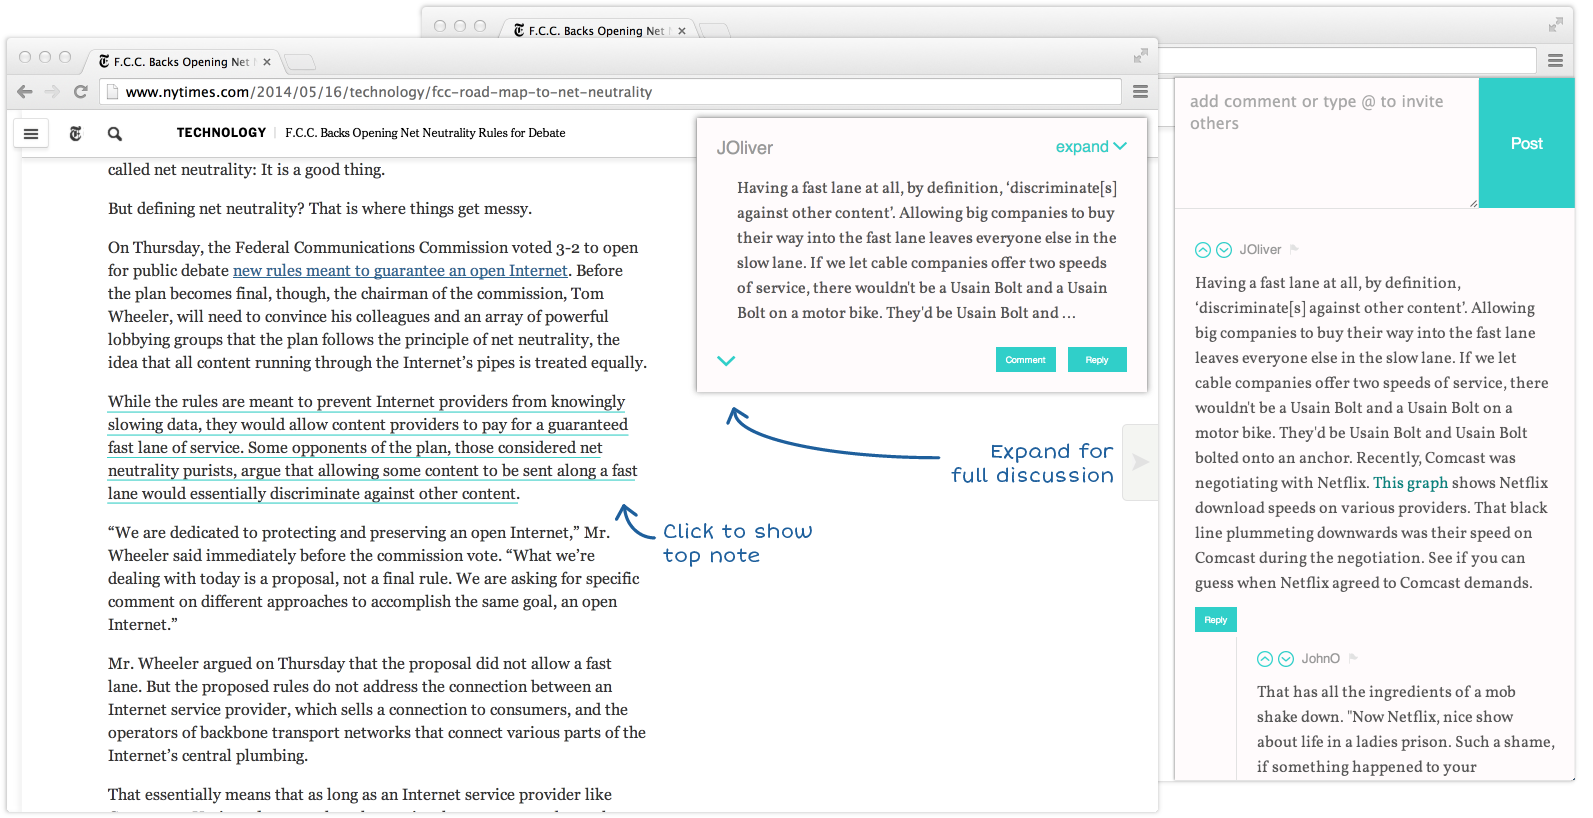 F.C.C. Backs Opening Net
F.C.C. Backs Opening Net
www.nytimes.com/2014/05/16/technology/fcc-road-map-to-net-neutrality
TECHNOLOGY | F.C.C. Backs Opening Net Neutrality Rules for Debate
called net neutrality: It is a good thing.
But defining net neutrality? That is where things get messy.
On Thursday, the Federal Communications Commission voted 3-2 to open
for public debate new rules meant to guarantee an open Internet. Before
the plan becomes final, though, the chairman of the commission, Tom
Wheeler, will need to convince his colleagues and an array of powerful
lobbying groups that the plan follows the principle of net neutrality, the
idea that all content running through the Internet’s pipes is treated equally.
While the rules are meant to prevent Internet providers from knowingly
slowing data, they would allow content providers to pay for a guaranteed
fast lane of service. Some opponents of the plan, those considered net
neutrality purists, argue that allowing some content to be sent along a fast
lane would essentially discriminate against other content.
“We are dedicated to protecting and preserving an open Internet,” Mr.
Wheeler said immediately before the commission vote. “What we’re
dealing with today is a proposal, not a final rule. We are asking for specific
comment on different approaches to accomplish the same goal, an open
Internet.”
Mr. Wheeler argued on Thursday that the proposal did not allow a fast
lane. But the proposed rules do not address the connection between an
Internet service provider, which sells a connection to consumers, and the
operators of backbone transport networks that connect various parts of the
Internet’s central plumbing.
That essentially means that as long as an Internet service provider like
JOliver
expand
Having a fast lane at all, by definition, ‘discriminate[s]
against other content’. Allowing big companies to buy
their way into the fast lane leaves everyone else in the
slow lane. If we let cable companies offer two speeds
of service, there wouldn't be a Usain Bolt and a Usain
Bolt on a motor bike. They'd be Usain Bolt and ...
Comment
Reply
Expand for
full discussion
Click to show
top note
add comment or type @ to invite
others
Post
JOliver
Having a fast lane at all, by definition,
‘discriminate[s] against other content’. Allowing
big companies to buy their way into the fast lane
leaves everyone else in the slow lane. If we let
cable companies offer two speeds of service, there
wouldn't be a Usain Bolt and a Usain Bolt on a
motor bike. They'd be Usain Bolt and Usain Bolt
bolted onto an anchor. Recently, Comcast was
negotiating with Netflix. This graph shows Netflix
download speeds on various providers. That black
line plummeting downwards was their speed on
Comcast during the negotiation. See if you can
guess when Netflix agreed to Comcast demands.
Reply
JohnO
That has all the ingredients of a mob
shake down. "Now Netflix, nice show
about life in a ladies prison. Such a shame,
if something happened to your